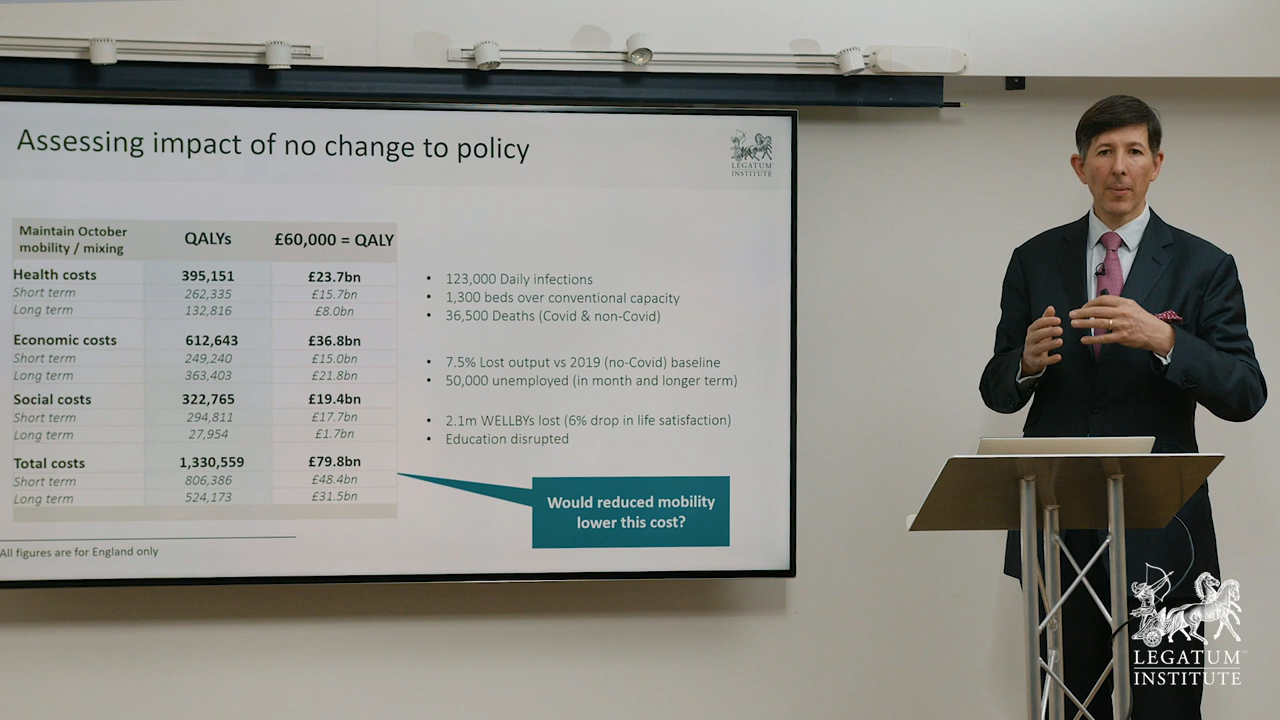 Assessing impact of no change to policy
LEGATUM
INSTITUTE
Maintain October
mobility / mixing
QALYs
£60,000 = QALY
Health costs 395,151 £23.7bn
Short term 262,335 £15.7bn
Long term 132,816 £8.0bn
Economic costs 612,643 £36.8bn
Short term 249,240 £15.0bn
Long term 363,403 £21.8bn
Social costs 322,765 £19.4bn
Short term 294,811 £17.7bn
Long term 27,954 £1.7bn
Total costs 1,330,559 £79.8bn
Short term 806,386 £48.4bn
Long term 524,173 £31.5bn
• 123,000 Daily infections
• 1,300 beds over conventional capacity
• 36,500 Deaths (Covid & non-Covid)
• 7.5% Lost output vs 2019 (no-Covid) baseline
• 50,000 unemployed (in month and longer term)
• 2.1m WELLBYs lost (6% drop in life satisfaction)
• Education disrupted
Would reduced mobility
lower this cost?
All figures are for England only
LEGATUM™
INSTITUTE